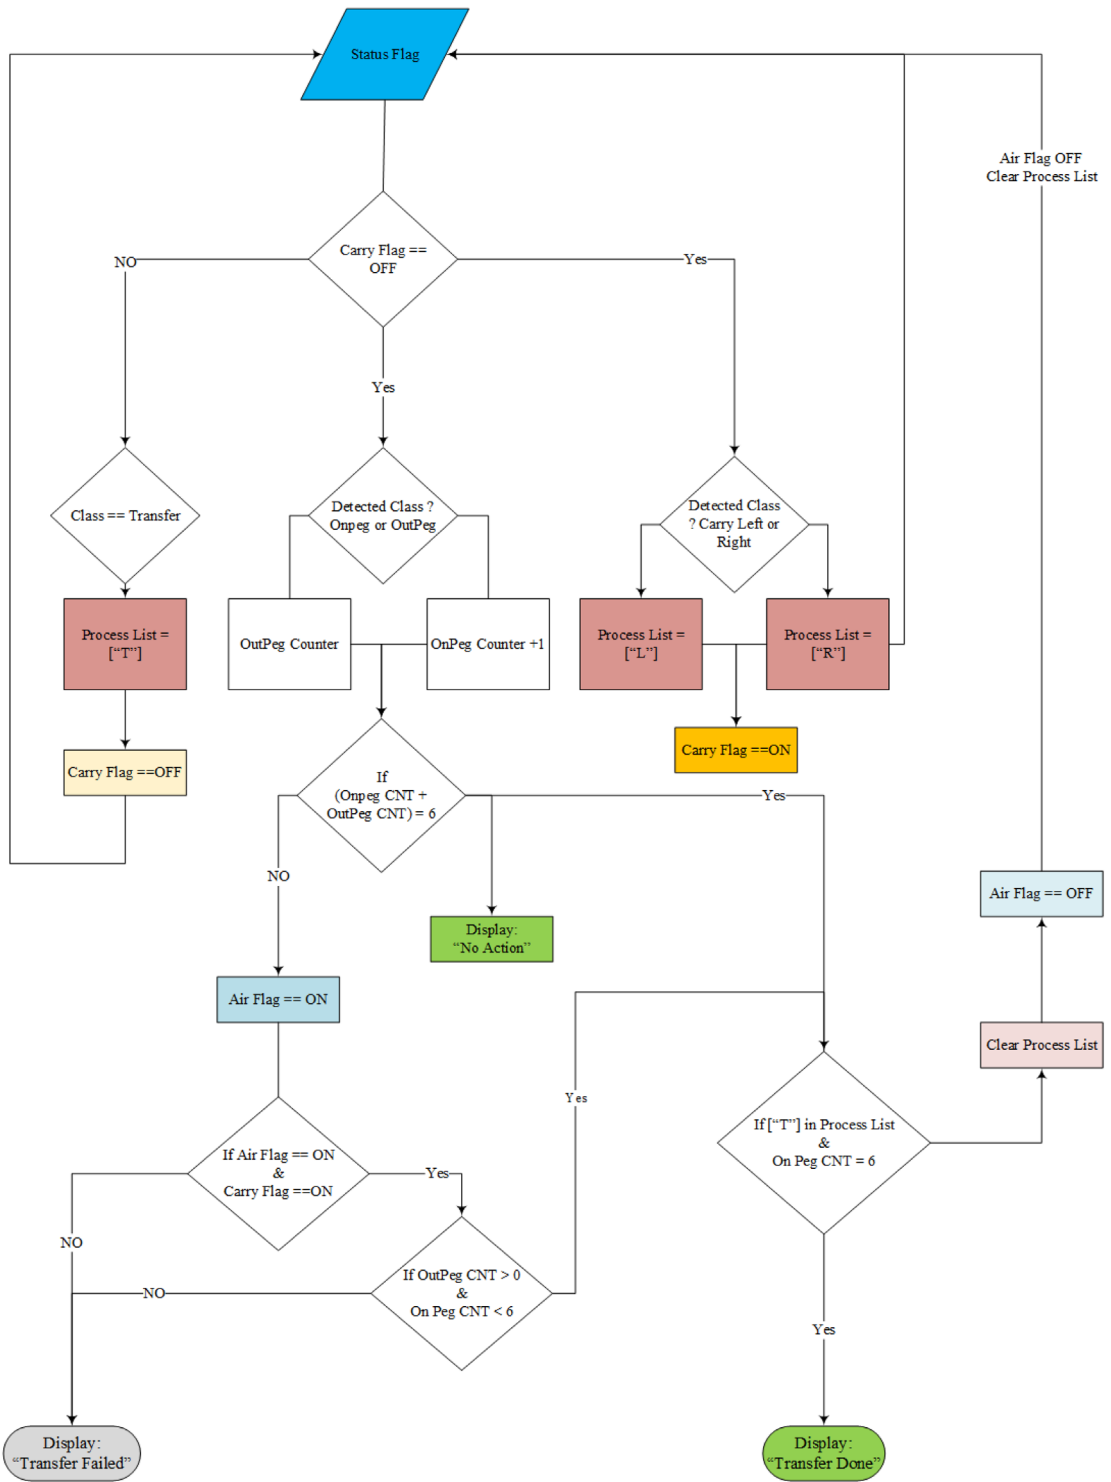 Status Flag
Air Flag OFF
Clear Process List
Carry Flag ==
OFF
NO
Yes
Yes
Class == Transfer
Detected Class ?
Onpeg or OutPeg
Detected Class
? Carry Left or
Right
Process List =
["T"]
OutPeg Counter
OnPeg Counter +1
Process List =
["L"]
Process List =
["R"]
Carry Flag ==OFF
Carry Flag ==ON
If
(Onpeg CNT +
OutPeg CNT) = 6
Yes
NO
Display:
“No Action”
Air Flag == OFF
Air Flag == ON
Clear Process List
Yes
If Air Flag == ON
&
Carry Flag ==ON
Yes
If [“T”] in Process List
&
On Peg CNT = 6
NO
If OutPeg CNT > 0
&
On Peg CNT < 6
NO
Yes
Display:
“Transfer Failed”
Display:
“Transfer Done”